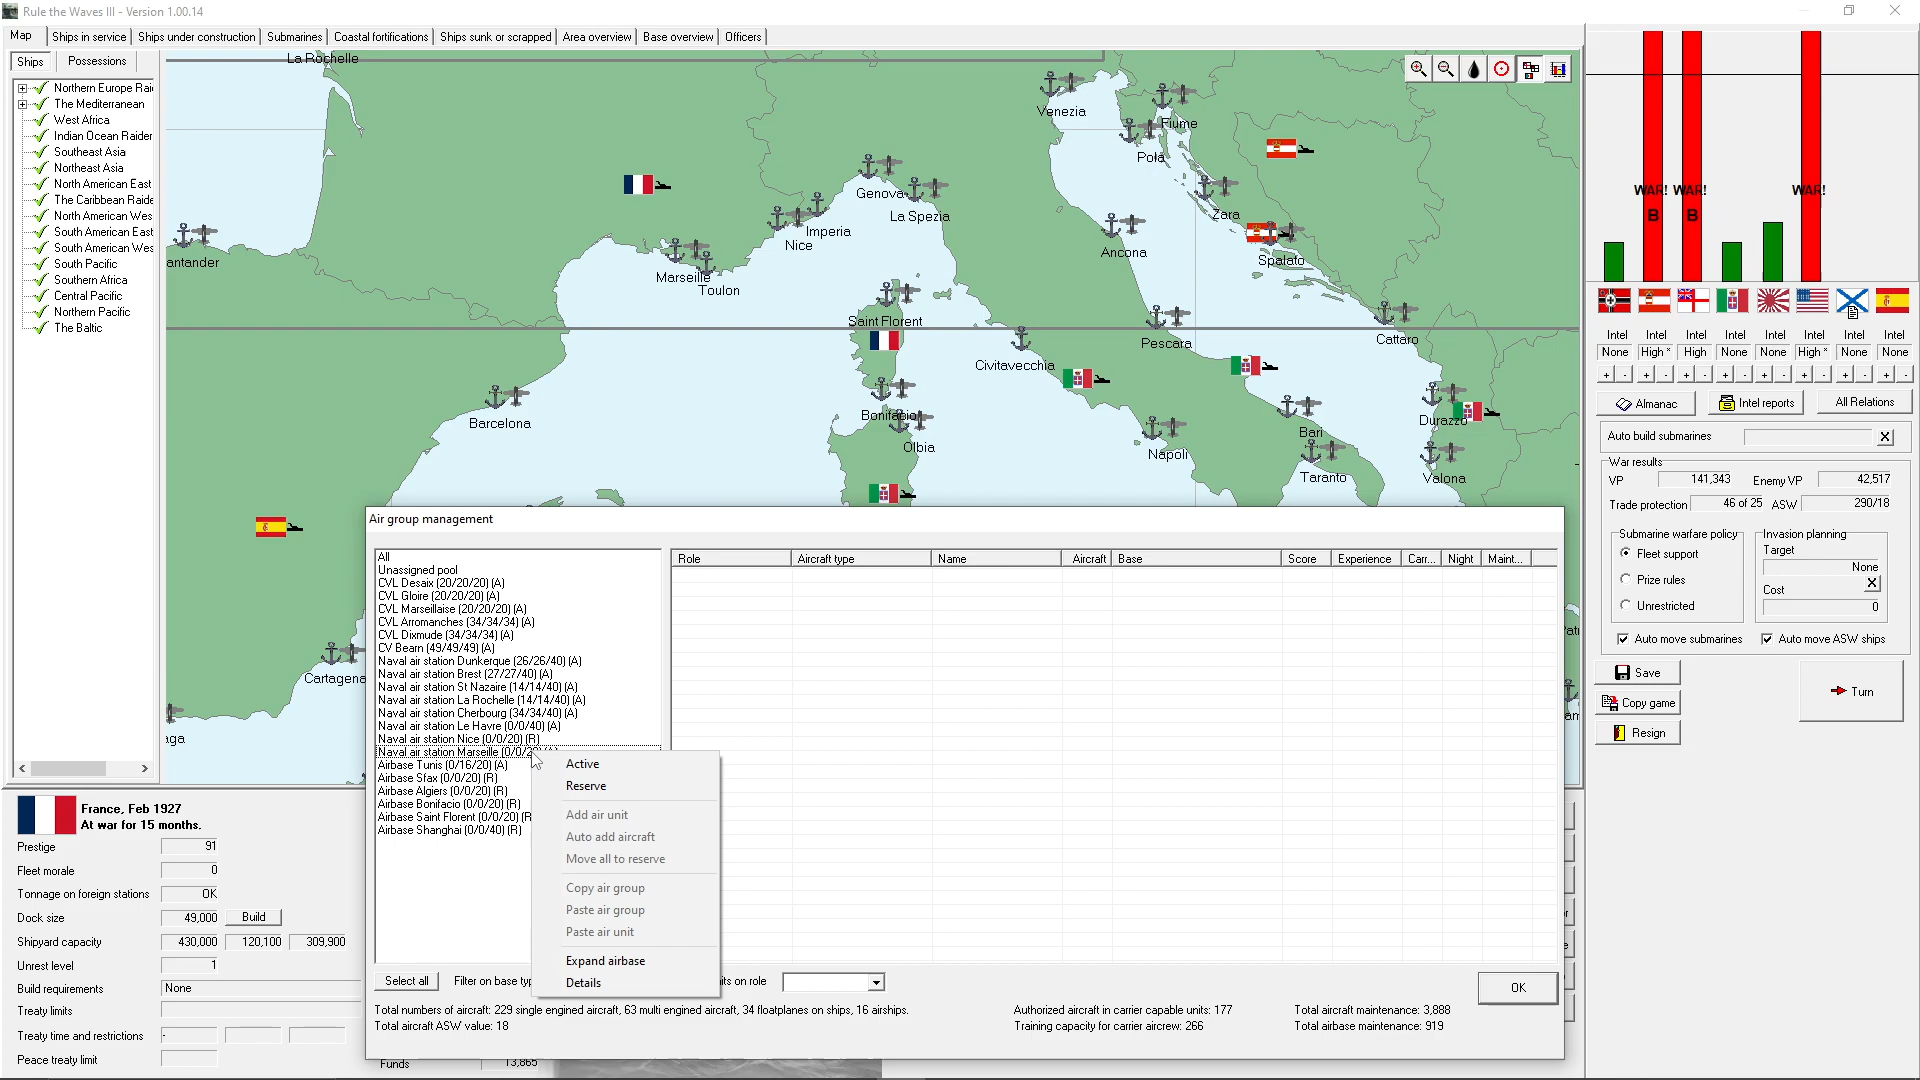 Rule the Waves III - Version 1.00.14
Map
Ships in service
Ships under construction
Submarines
Coastal fortifications
Ships sunk or scrapped
Area overview
Base overview
Officers
Ships
Possessions
Northern Europe Rai
The Mediterranean
West Africa
Indian Ocean Raider
Southeast Asia
Northeast Asia
North American East
The Caribbean Raide
North American Wes
South American East
South American Wes
South Pacific
Southern Africa
Central Pacific
Northern Pacific
The Baltic
La Rochelle
antander
Venezia
Fiume
Pola
Genova
La Spezia
Zara
Imperia
Nice
Ancona
Spalato
Marseille
Toulon
Saint Florent
Pescara
Cattaro
Civitavecchia
Barcelona
Bonifacio
Olbia
Bari
Durazzo
Napoli
Taranto
Valona
Cartagena
aga
WAR! WAR! WAR!
B B
Intel Intel Intel Intel Intel Intel Intel Intel
None High * High None None High * None None
+ - + - + - + - + - + - + - + -
Almanac
Intel reports
All Relations
Auto build submarines X
War results
VP 141,343 Enemy VP 42,517
Trade protection 46 of 25 ASW 290/18
Submarine warfare policy
Fleet support
Prize rules
Unrestricted
Invasion planning
Target
None
Cost X
0
Auto move submarines
Auto move ASW ships
Save
Copy game
Resign
Turn
Air group management
All
Unassigned pool
CVL Desaix (20/20/20) (A)
CVL Gloire (20/20/20) (A)
CVL Marseillaise (20/20/20) (A)
CVL Arromanches (34/34/34) (A)
CVL Dixmude (34/34/34) (A)
CV Bearn (49/49/49) (A)
Naval air station Dunkerque (26/26/40) (A)
Naval air station Brest (27/27/40) (A)
Naval air station St Nazaire (14/14/40) (A)
Naval air station La Rochelle (14/14/40) (A)
Naval air station Cherbourg (34/34/40) (A)
Naval air station Le Havre (0/0/40) (A)
Naval air station Nice (0/0/20) (R)
Naval air station Marseille (0/0/20)
Airbase Tunis (0/16/20) (A)
Airbase Sfax (0/0/20) (R)
Airbase Algiers (0/0/20) (R)
Airbase Bonifacio (0/0/20) (R)
Airbase Saint Florent (0/0/20) (R
Airbase Shanghai (0/0/40) (R)
Role
Aircraft type
Name
Aircraft
Base
Score
Experience
Carr...
Night
Maint...
Active
Reserve
Add air unit
Auto add aircraft
Move all to reserve
Copy air group
Paste air group
Paste air unit
Expand airbase
Details
Select all
Filter on base typ
its on role
OK
Total numbers of aircraft: 229 single engined aircraft, 63 multi engined aircraft, 34 floatplanes on ships, 16 airships.
Total aircraft ASW value: 18
Authorized aircraft in carrier capable units: 177
Training capacity for carrier aircrew: 266
Total aircraft maintenance: 3,888
Total airbase maintenance: 919
France, Feb 1927
At war for 15 months.
Prestige 91
Fleet morale 0
Tonnage on foreign stations OK
Dock size 49,000 Build
Shipyard capacity 430,000 120,100 309,900
Unrest level 1
Build requirements None
Treaty limits
Treaty time and restrictions -
Peace treaty limit
Funds 13,865